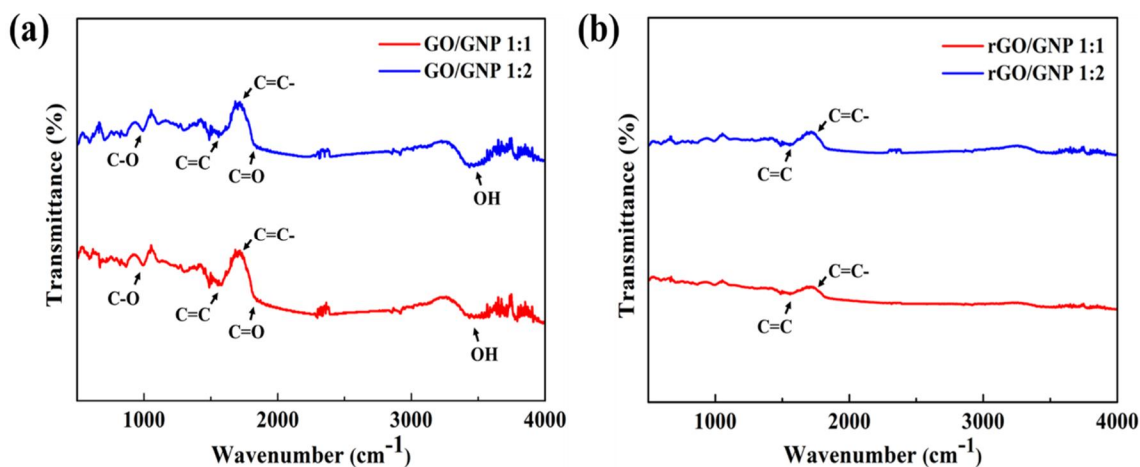 (a)
GO/GNP 1:1
GO/GNP 1:2
C=C-
C-O
C=C
C=O
OH
C=C-
C-O
C=C
C=O
OH
Transmittance (%)
1000 2000 3000 4000
Wavenumber (cm-1)
(b)
rGO/GNP 1:1
rGO/GNP 1:2
C=C-
C=C
C=C-
C=C
Transmittance (%)
1000 2000 3000 4000
Wavenumber (cm-1)